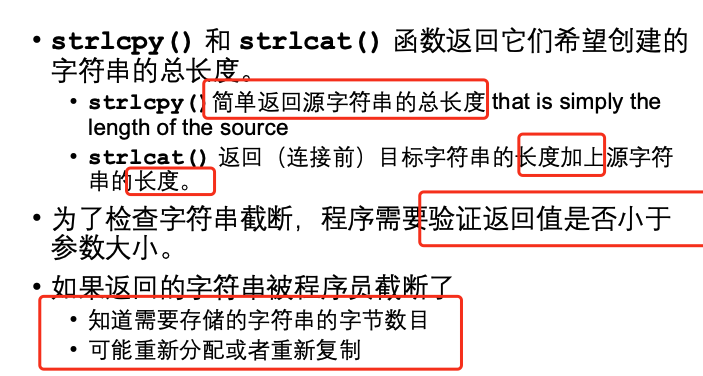 • strlcpy() 和 strlcat() 函数返回它们希望创建的
字符串的总长度。
• strlcpy() 简单返回源字符串的总长度 that is simply the
length of the source
• strlcat() 返回（连接前）目标字符串的长度加上源字符
串的长度。
• 为了检查字符串截断，程序需要验证返回值是否小于
参数大小。
• 如果返回的字符串被程序员截断了
• 知道需要存储的字符串的字节数目
• 可能重新分配或者重新复制